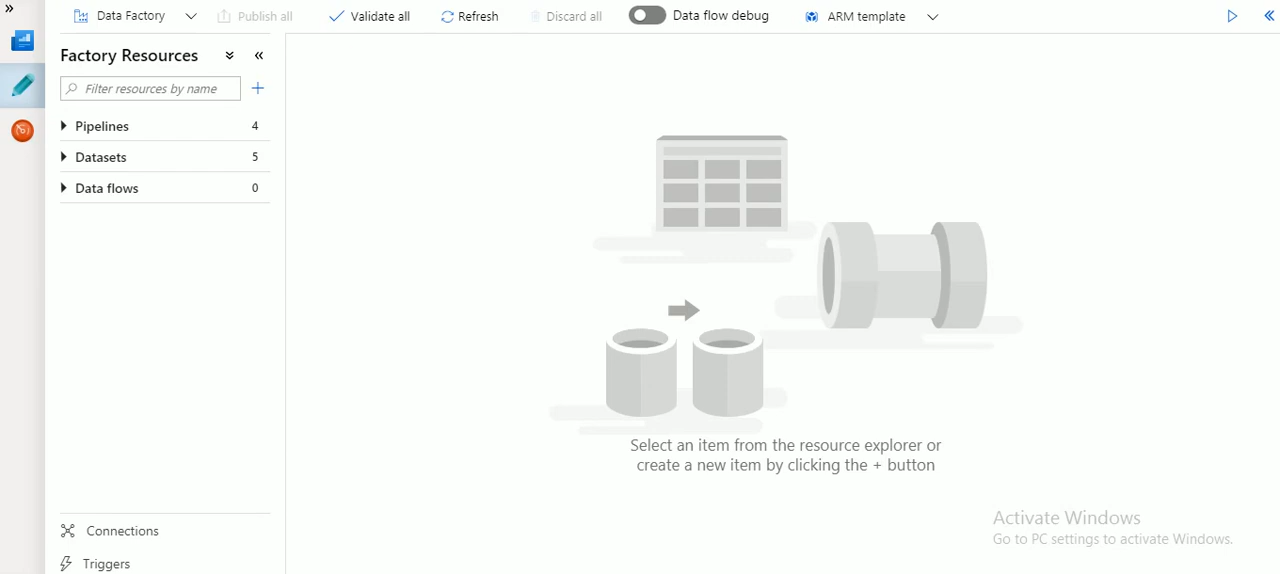 »
Data Factory
Publish all
Validate all
Refresh
Discard all
Data flow debug
ARM template
«
Factory Resources
«
Filter resources by name
+
Pipelines 4
Datasets 5
Data flows 0
Select an item from the resource explorer or
create a new item by clicking the + button
Connections
Triggers
Activate Windows
Go to PC settings to activate Windows.